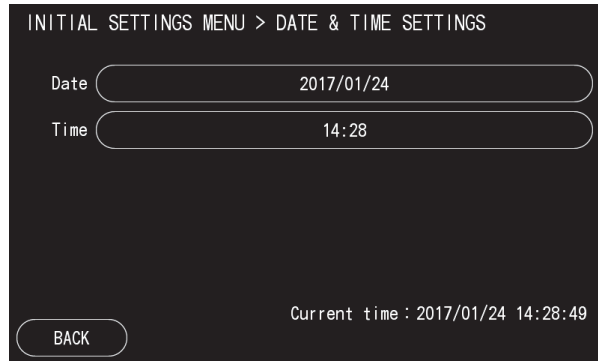 INITIAL SETTINGS MENU > DATE & TIME SETTINGS
Date 2017/01/24
Time 14:28
Current time：2017/01/24 14:28:49
BACK